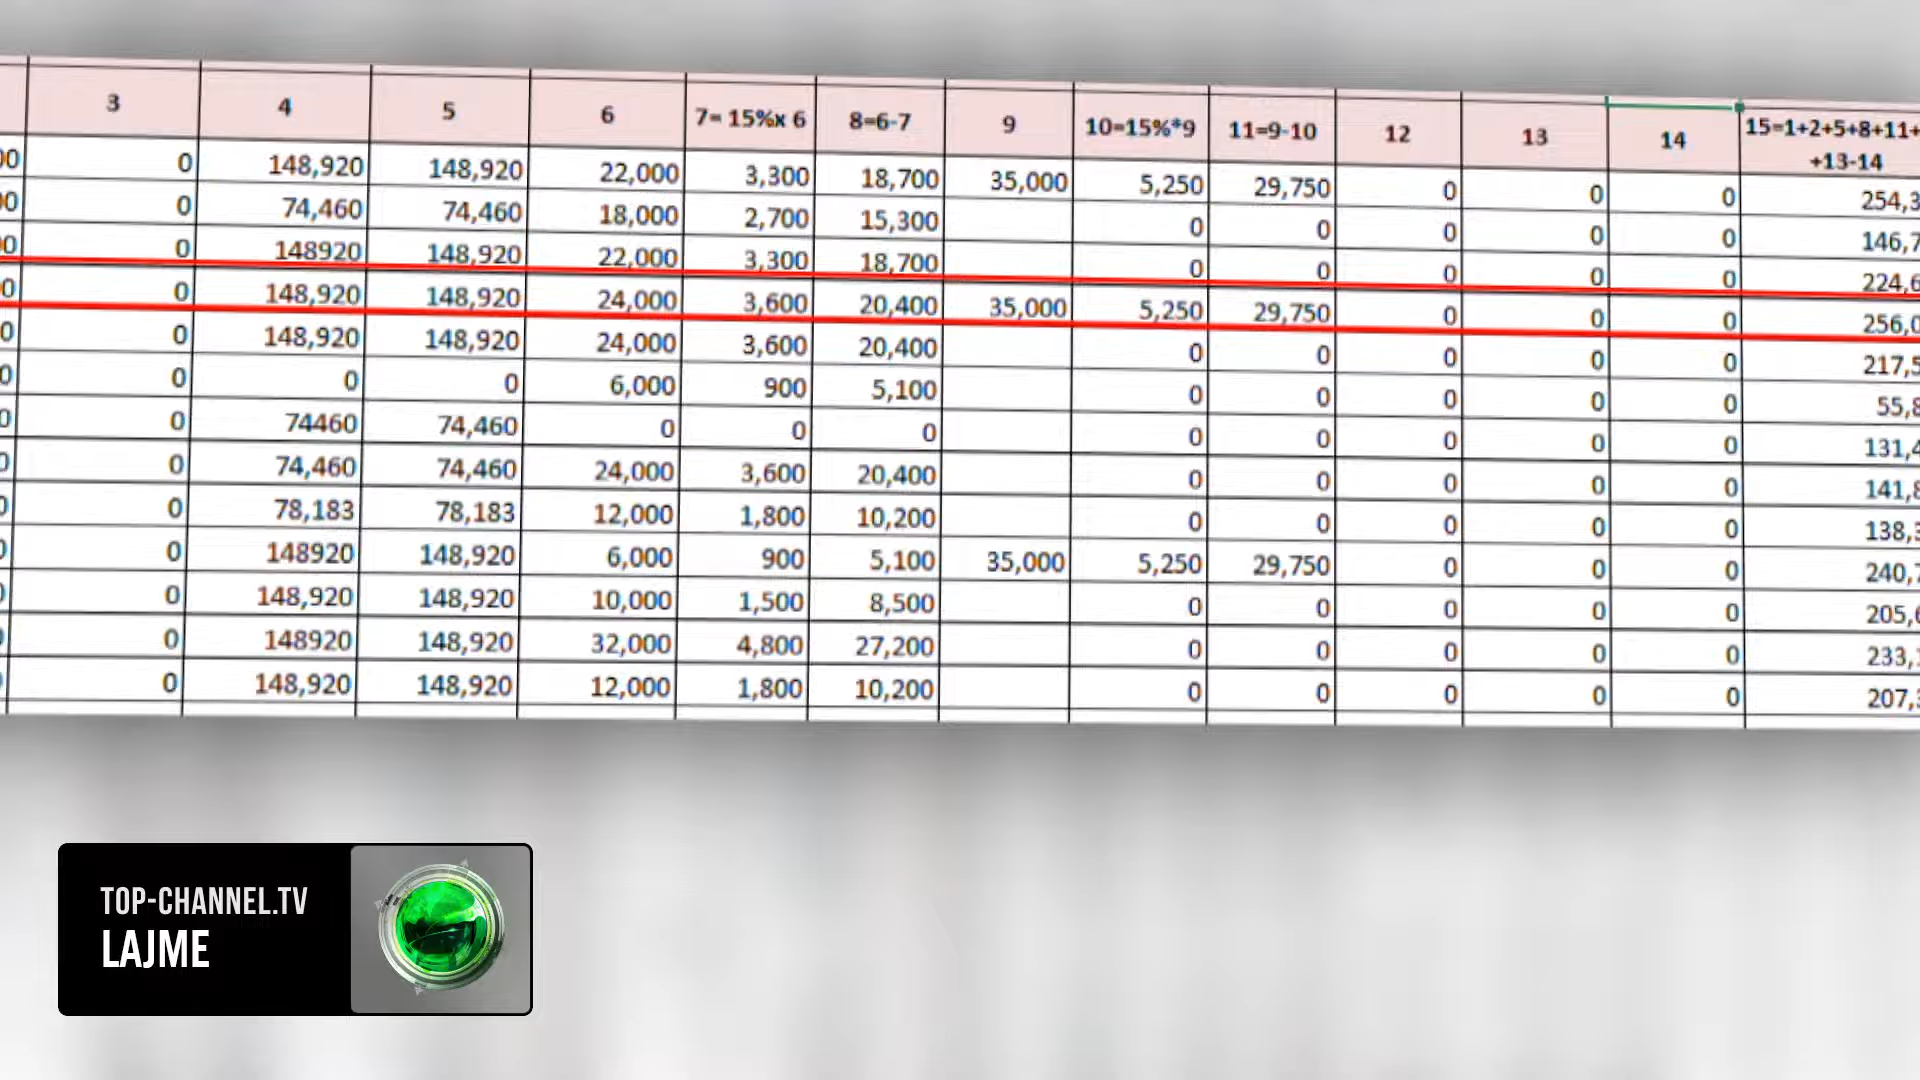 3 4 5 6 7= 15%x 6 8=6-7 9 10=15%*9 11=9-10 12 13 14 15=1+2+5+8+11+
+13-14
00 0 148,920 148,920 22,000 3,300 18,700 35,000 5,250 29,750 0 0 0 254,3
00 0 74,460 74,460 18,000 2,700 15,300 0 0 0 0 0 146,7
00 0 148920 148,920 22,000 3,300 18,700 0 0 0 0 0 224,6
0 0 148,920 148,920 24,000 3,600 20,400 35,000 5,250 29,750 0 0 0 256,0
0 0 148,920 148,920 24,000 3,600 20,400 0 0 0 0 0 217,5
0 0 0 0 6,000 900 5,100 0 0 0 0 0 55,8
0 0 74460 74,460 0 0 0 0 0 0 0 0 131,4
0 0 74,460 74,460 24,000 3,600 20,400 0 0 0 0 0 141,8
0 0 78,183 78,183 12,000 1,800 10,200 0 0 0 0 0 138,3
0 0 148920 148,920 6,000 900 5,100 35,000 5,250 29,750 0 0 0 240,7
0 0 148,920 148,920 10,000 1,500 8,500 0 0 0 0 0 205,6
0 148920 148,920 32,000 4,800 27,200 0 0 0 0 0 233,1
0 148,920 148,920 12,000 1,800 10,200 0 0 0 0 0 207,3
TOP-CHANNEL.TV
LAJME